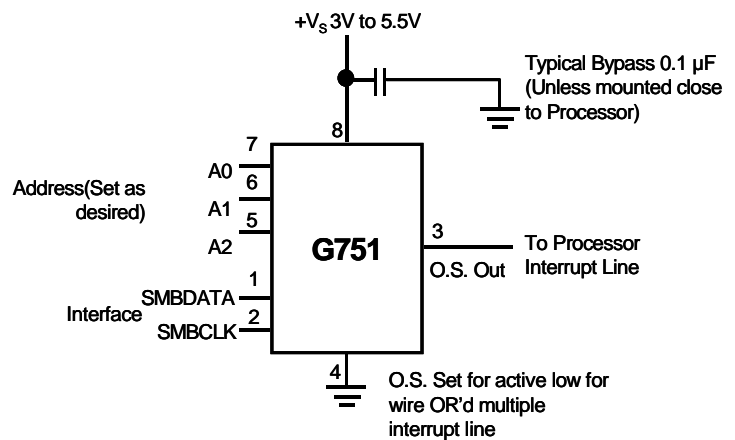 +VS 3V to 5.5V
Typical Bypass 0.1 µF
(Unless mounted close
to Processor)
8
7
A0
6
Address(Set as
desired)
A1
5
A2
G751
3
O.S. Out
To Processor
Interrupt Line
1
Interface
SMBDATA
2
SMBCLK
4
O.S. Set for active low for
wire OR'd multiple
interrupt line